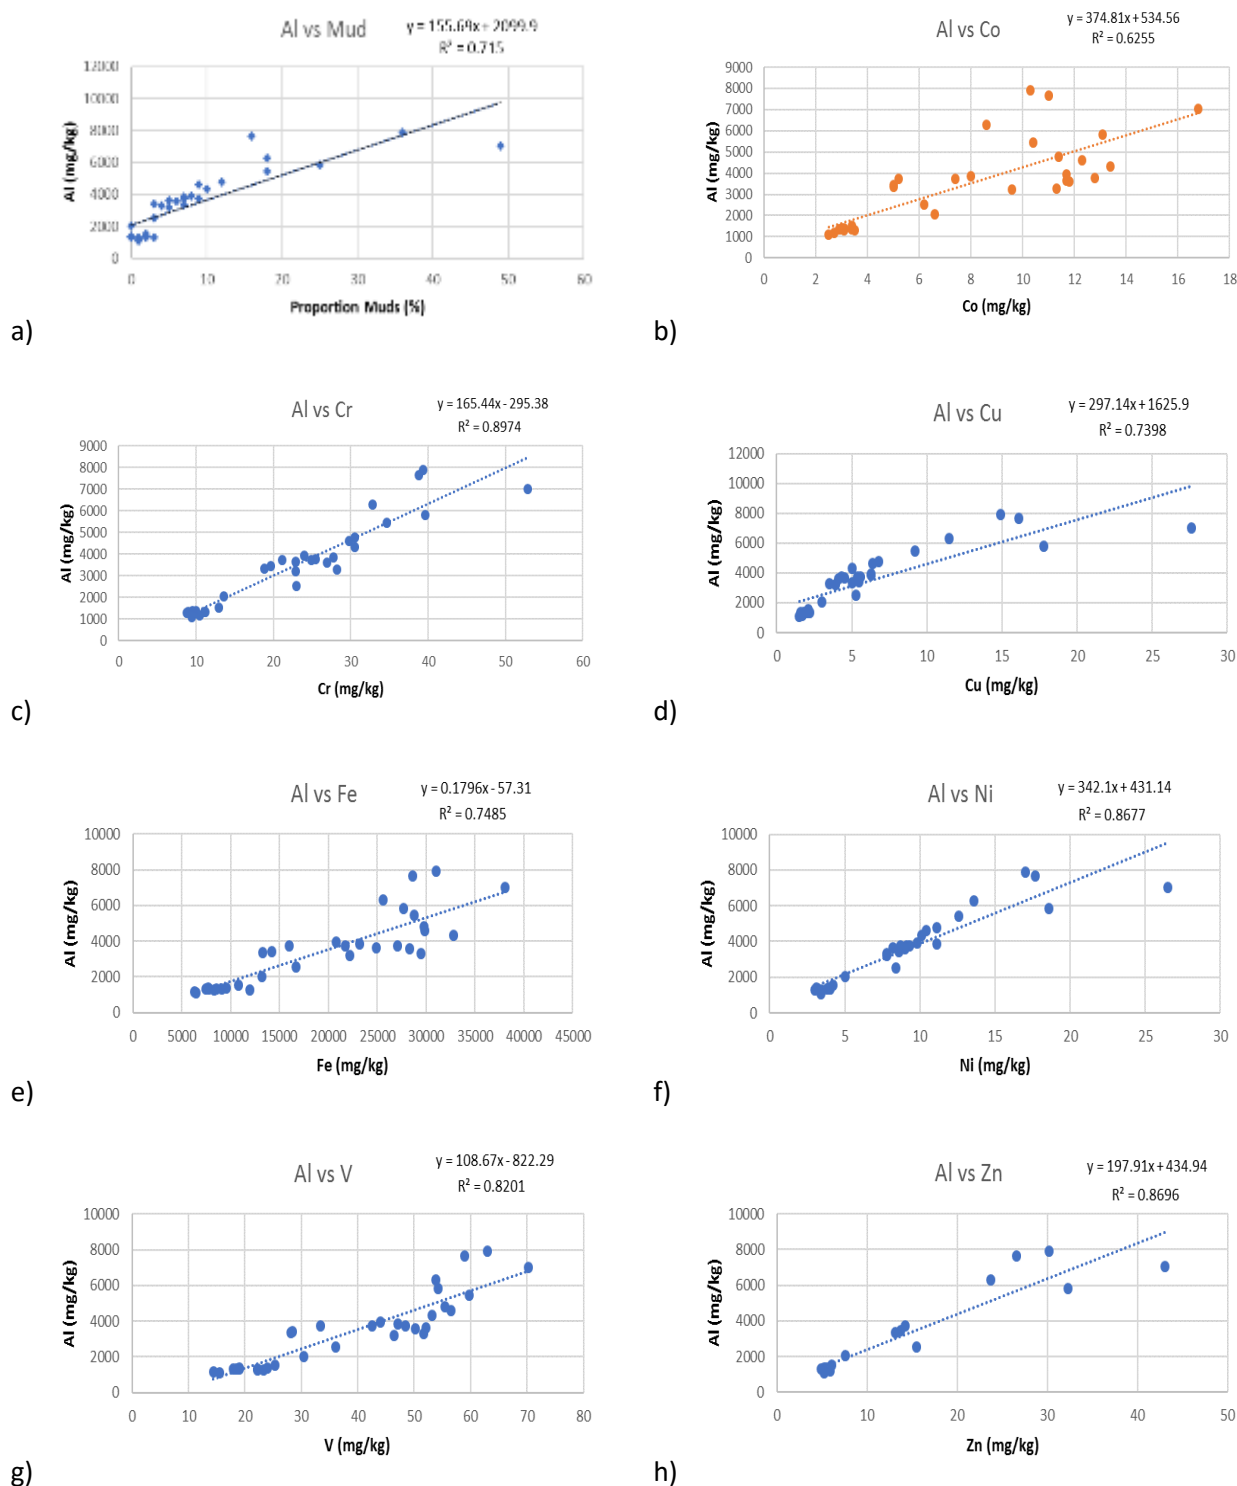 Al vs Mud
y = 155.69x + 2099.9
R² = 0.715
12000
10000
8000
6000
4000
2000
0
0 10 20 30 40 50 60
Al (mg/kg)
Proportion Muds (%)
a)
Al vs Co
y = 374.81x + 534.56
R² = 0.6255
9000
8000
7000
6000
5000
4000
3000
2000
1000
0
0 2 4 6 8 10 12 14 16 18
Al (mg/kg)
Co (mg/kg)
b)
Al vs Cr
y = 165.44x - 295.38
R² = 0.8974
9000
8000
7000
6000
5000
4000
3000
2000
1000
0
0 10 20 30 40 50 60
Al (mg/kg)
Cr (mg/kg)
c)
Al vs Cu
y = 297.14x + 1625.9
R² = 0.7398
12000
10000
8000
6000
4000
2000
0
0 5 10 15 20 25 30
Al (mg/kg)
Cu (mg/kg)
d)
Al vs Fe
y = 0.1796x - 57.31
R² = 0.7485
10000
8000
6000
4000
2000
0
0 5000 10000 15000 20000 25000 30000 35000 40000 45000
Al (mg/kg)
Fe (mg/kg)
e)
Al vs Ni
y = 342.1x + 431.14
R² = 0.8677
10000
8000
6000
4000
2000
0
0 5 10 15 20 25 30
Al (mg/kg)
Ni (mg/kg)
f)
Al vs V
y = 108.67x - 822.29
R² = 0.8201
10000
8000
6000
4000
2000
0
0 10 20 30 40 50 60 70 80
Al (mg/kg)
V (mg/kg)
g)
Al vs Zn
y = 197.91x + 434.94
R² = 0.8696
10000
8000
6000
4000
2000
0
0 10 20 30 40 50
Al (mg/kg)
Zn (mg/kg)
h)